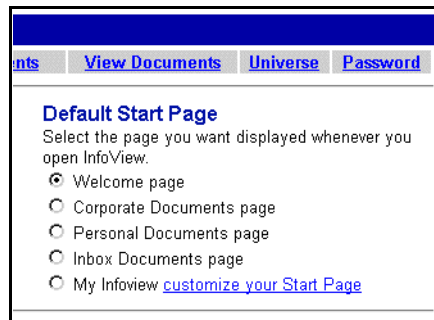 nts View Documents Universe Password
Default Start Page
Select the page you want displayed whenever you
open InfoView.
Welcome page
Corporate Documents page
Personal Documents page
Inbox Documents page
My Infoview customize your Start Page